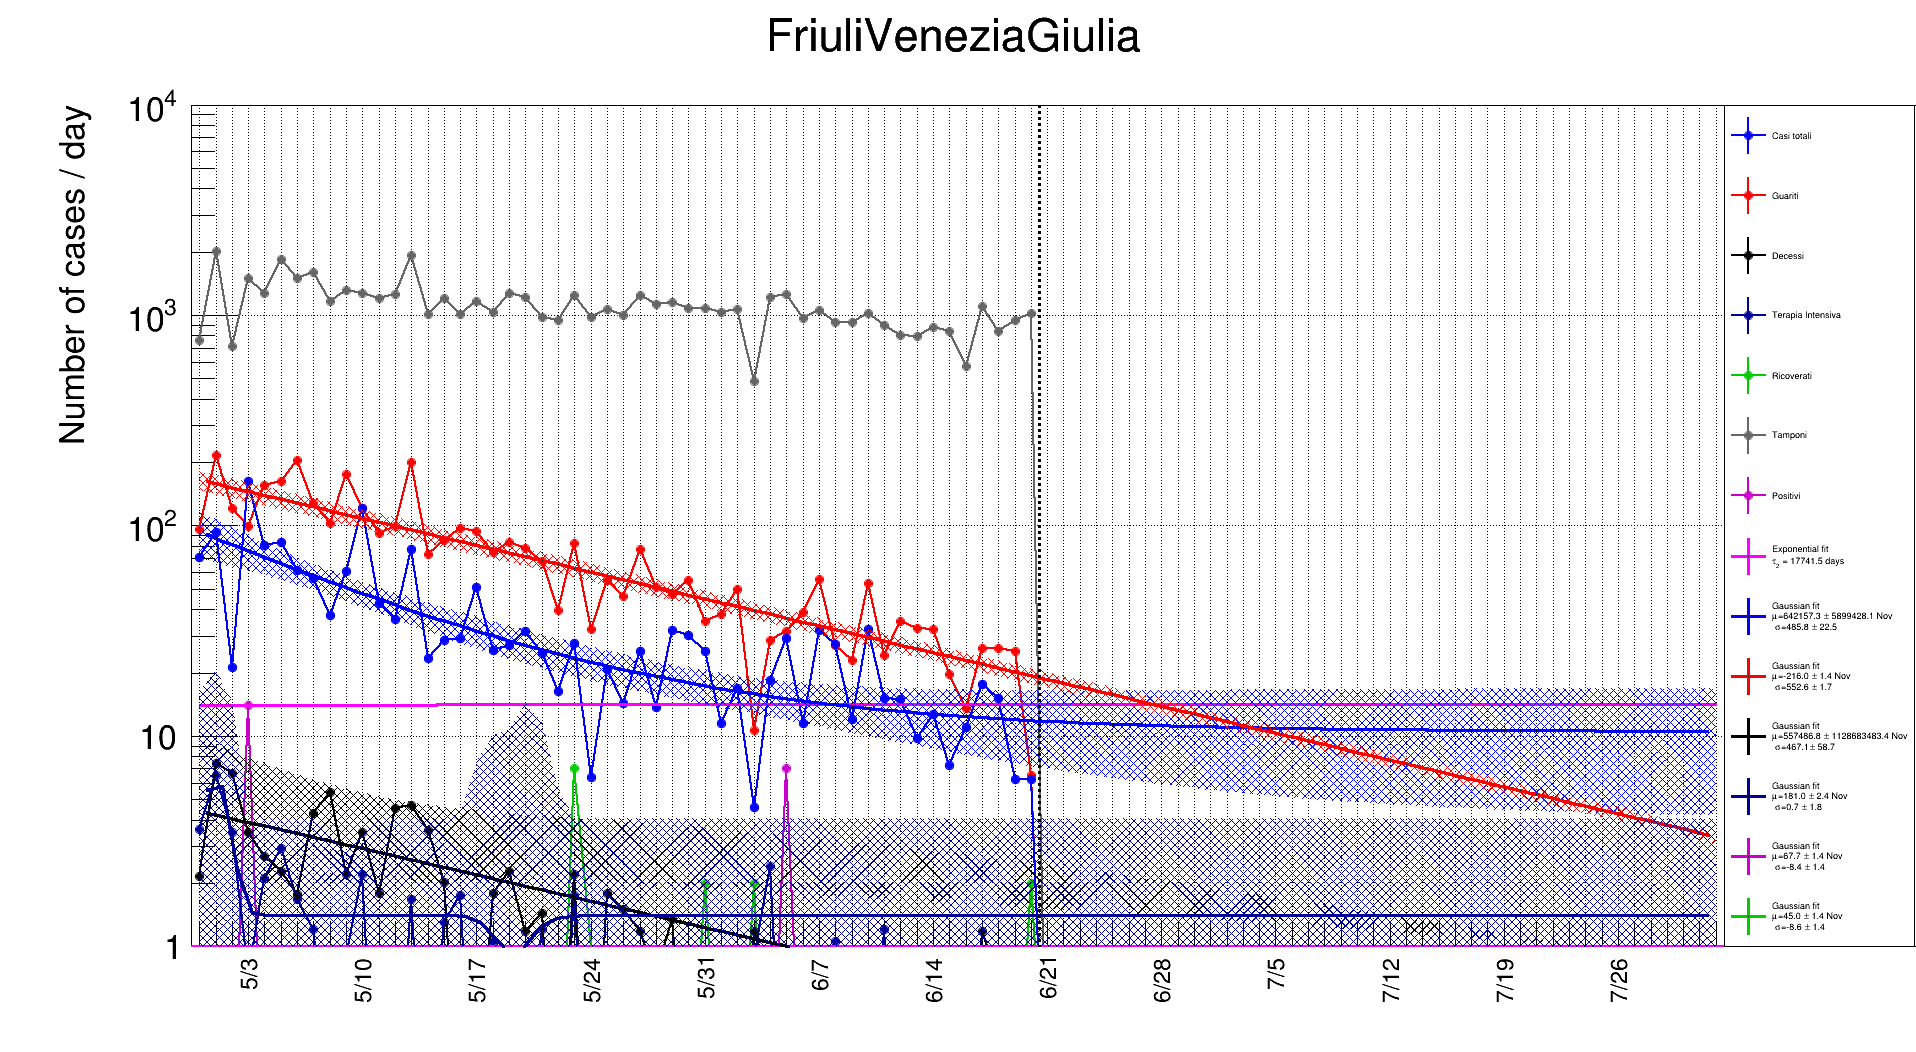 FriuliVeneziaGiulia
Number of cases / day
10^4
10^3
10^2
10
1
5/3
5/10
5/17
5/24
5/31
6/7
6/14
6/21
6/28
7/5
7/12
7/19
7/26
Casi totali
Guariti
Decessi
Terapia Intensiva
Ricoverati
Tamponi
Positivi
Exponential fit
τ_2 = 17741.5 days
Gaussian fit
μ=642157.3 ± 5899428.1 Nov
σ=485.8 ± 22.5
Gaussian fit
μ=-216.0 ± 1.4 Nov
σ=552.6 ± 1.7
Gaussian fit
μ=557486.8 ± 1128683483.4 Nov
σ=467.1 ± 58.7
Gaussian fit
μ=181.0 ± 2.4 Nov
σ=0.7 ± 1.8
Gaussian fit
μ=67.7 ± 1.4 Nov
σ=-8.4 ± 1.4
Gaussian fit
μ=45.0 ± 1.4 Nov
σ=-8.6 ± 1.4